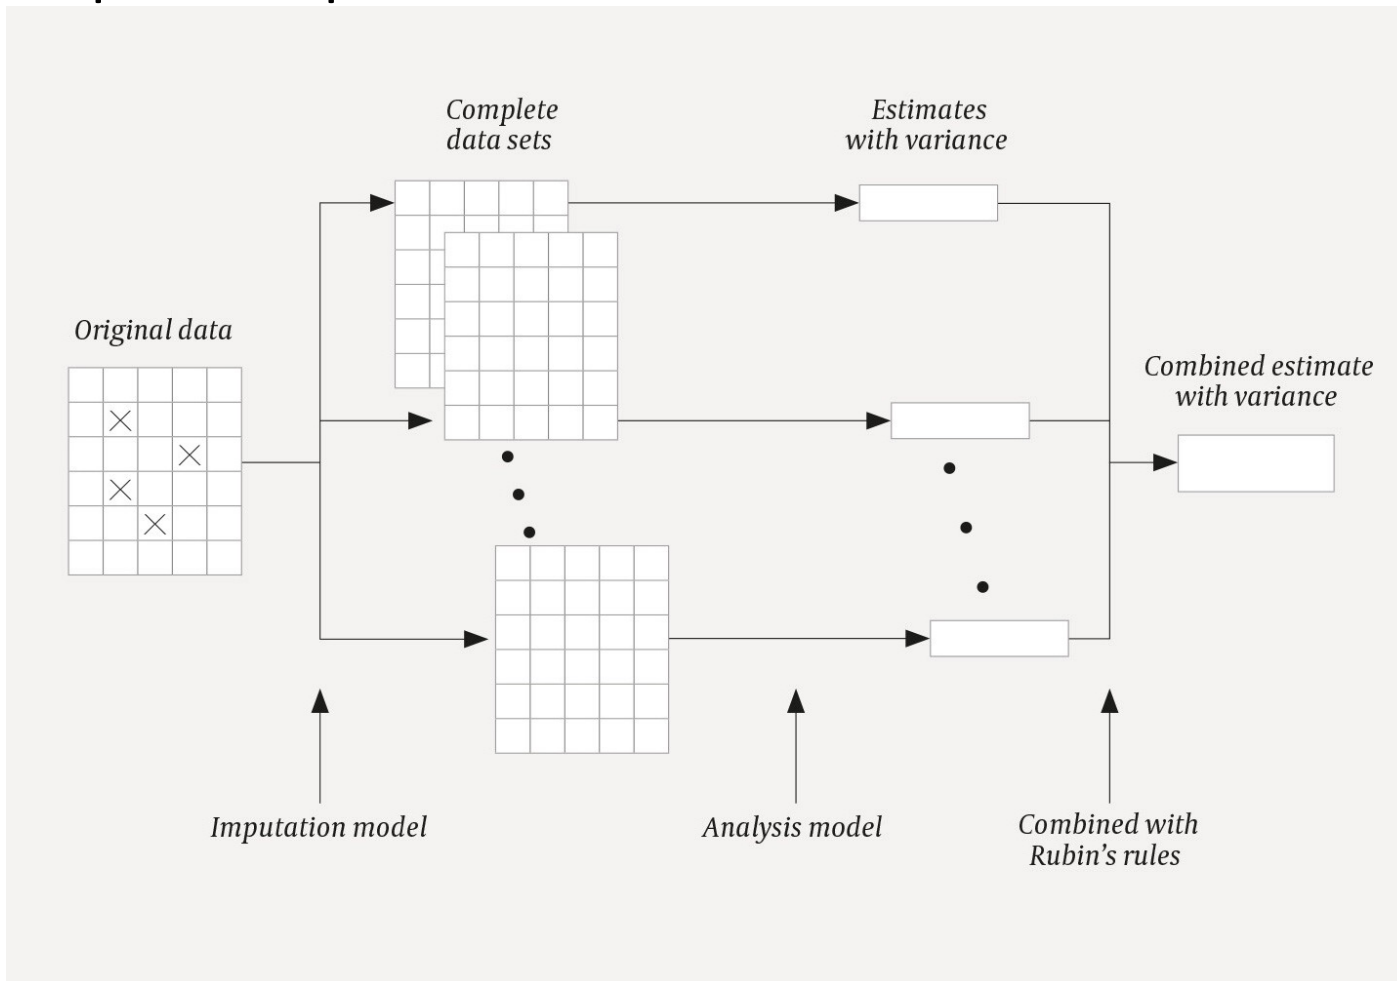 Complete
data sets
Estimates
with variance
Original data
Combined estimate
with variance
Imputation model
Analysis model
Combined with
Rubin’s rules